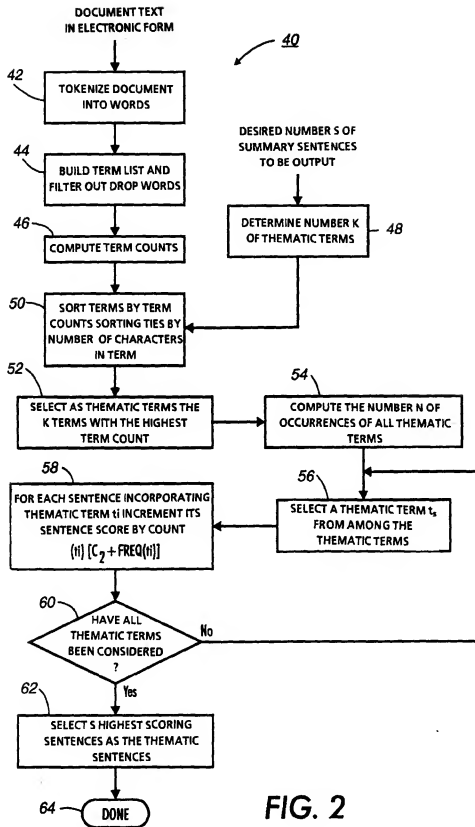 DOCUMENT TEXT
IN ELECTRONIC FORM
40
42
TOKENIZE DOCUMENT
INTO WORDS
44
BUILD TERM LIST AND
FILTER OUT DROP WORDS
DESIRED NUMBER S OF
SUMMARY SENTENCES
TO BE OUTPUT
46
COMPUTE TERM COUNTS
DETERMINE NUMBER K
OF THEMATIC TERMS
48
50
SORT TERMS BY TERM
COUNTS SORTING TIES BY
NUMBER OF CHARACTERS
IN TERM
52
SELECT AS THEMATIC TERMS THE
K TERMS WITH THE HIGHEST
TERM COUNT
54
COMPUTE THE NUMBER N OF
OCCURRENCES OF ALL THEMATIC
TERMS
56
SELECT A THEMATIC TERM ts
FROM AMONG THE
THEMATIC TERMS
58
FOR EACH SENTENCE INCORPORATING
THEMATIC TERM ti INCREMENT ITS
SENTENCE SCORE BY COUNT
(ti) [C2+FREQ(ti)]
60
HAVE ALL
THEMATIC TERMS
BEEN CONSIDERED
?
No
Yes
62
SELECT S HIGHEST SCORING
SENTENCES AS THE THEMATIC
SENTENCES
64
DONE
FIG. 2